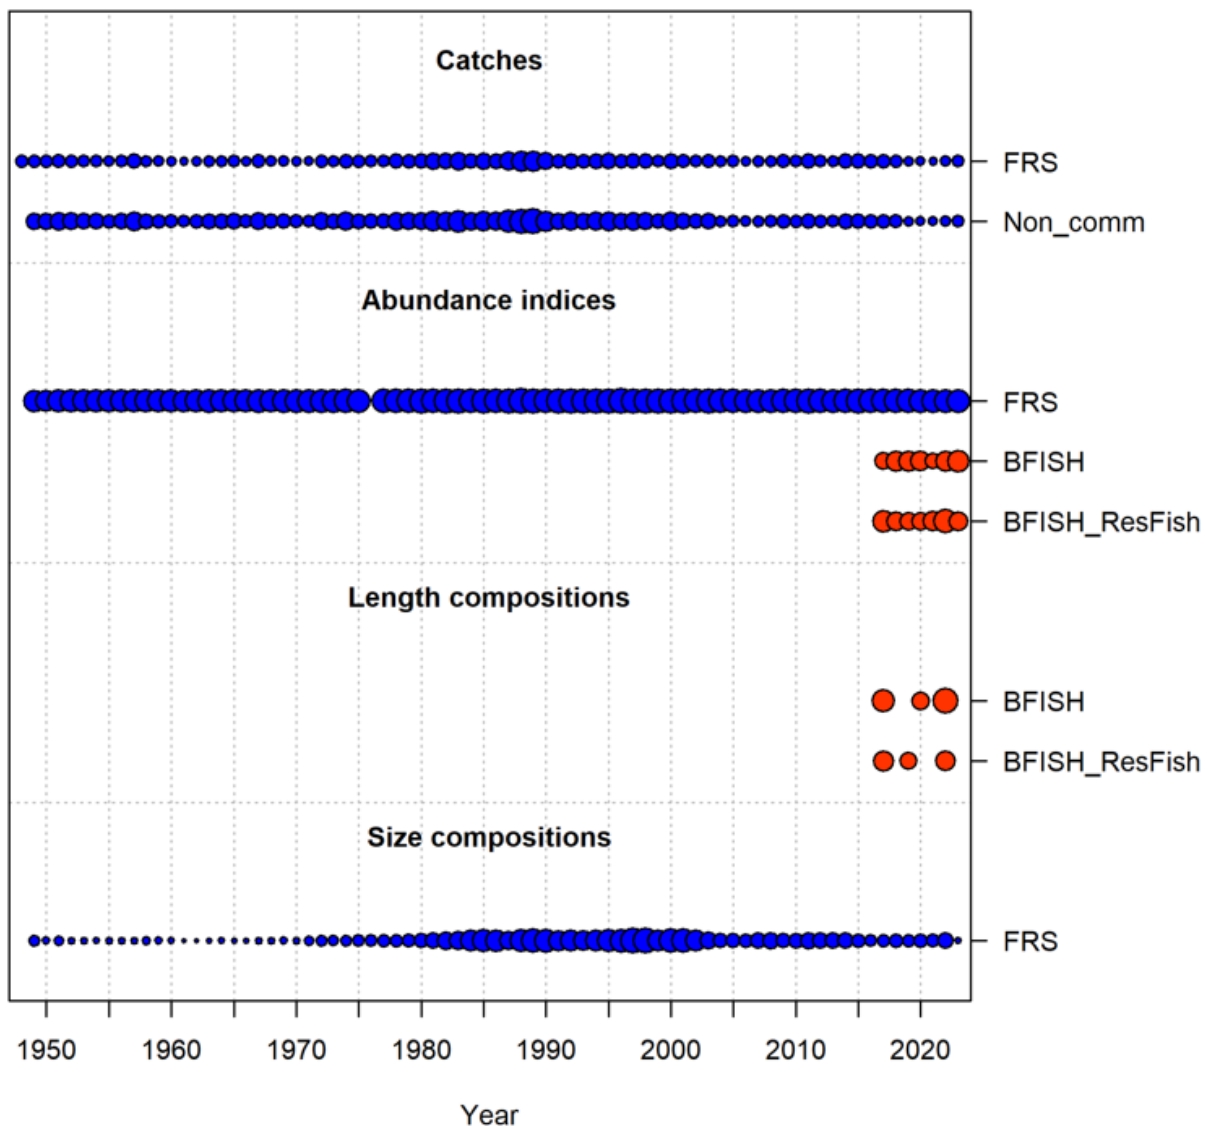 Catches
FRS
Non_comm
Abundance indices
FRS
BFISH
BFISH_ResFish
Length compositions
BFISH
BFISH_ResFish
Size compositions
FRS
1950 1960 1970 1980 1990 2000 2010 2020
Year